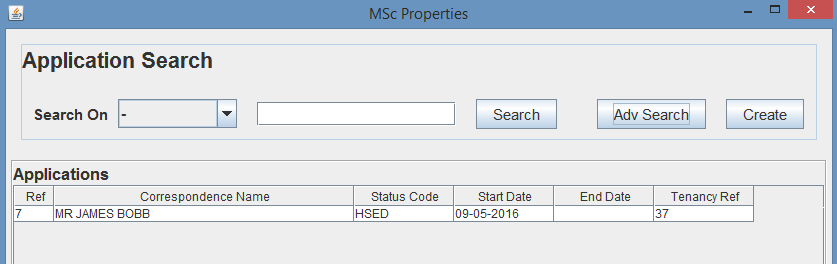 MSc Properties
Application Search
Search On - Search Adv Search Create
Applications
Ref Correspondence Name Status Code Start Date End Date Tenancy Ref
7 MR JAMES BOBB HSED 09-05-2016 37